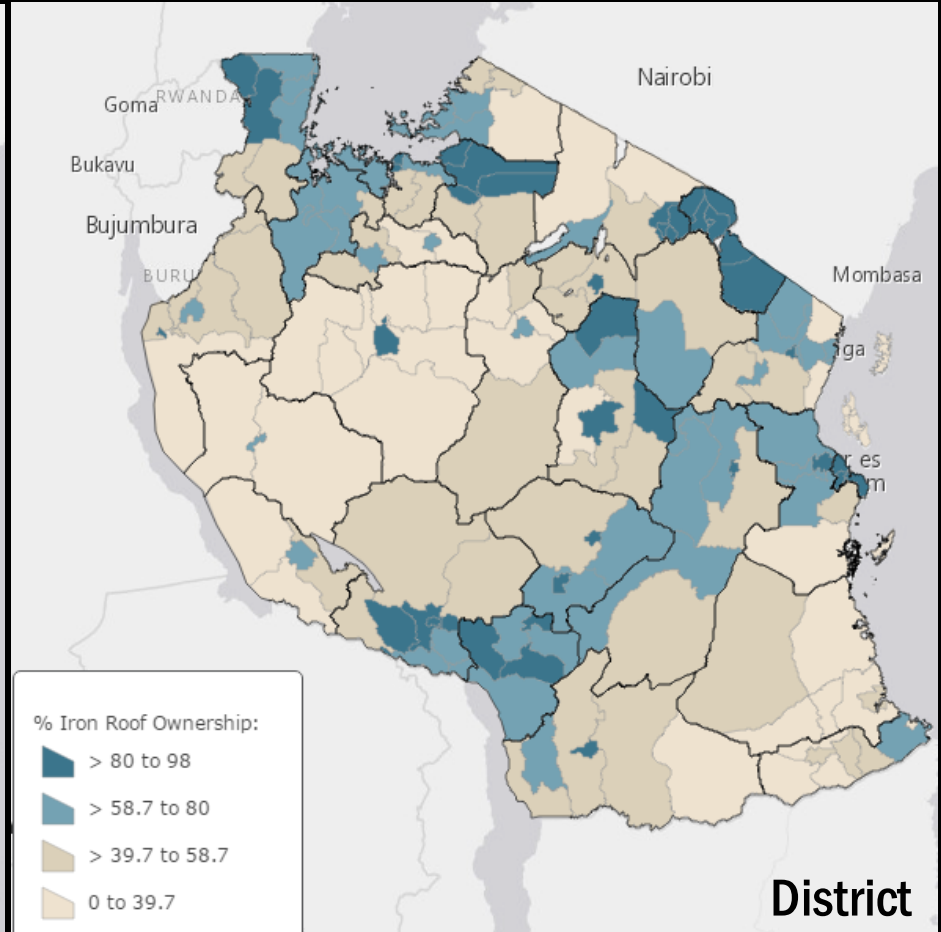 Nairobi
RWANDA
Goma
Bukavu
Bujumbura
BURU
Mombasa
ga
r es
m
% Iron Roof Ownership:
> 80 to 98
> 58.7 to 80
> 39.7 to 58.7
0 to 39.7
District